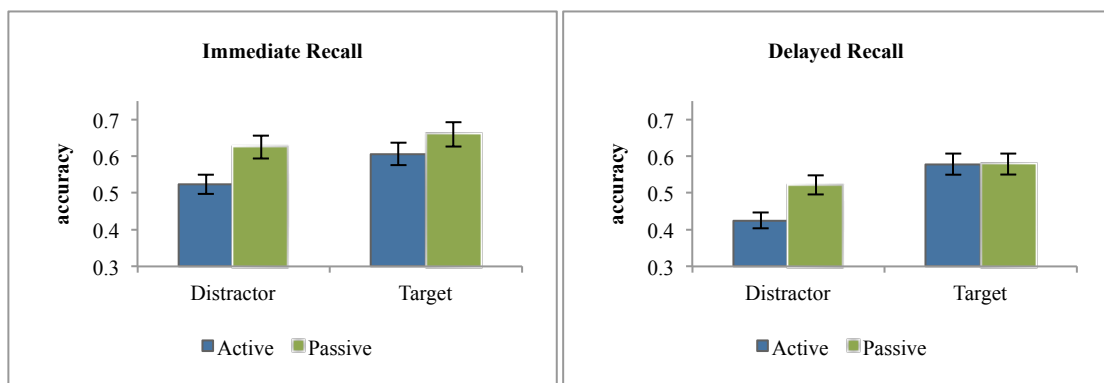 Immediate Recall
accuracy
0.7
0.6
0.5
0.4
0.3
Distractor Target
Active Passive
Delayed Recall
accuracy
0.7
0.6
0.5
0.4
0.3
Distractor Target
Active Passive